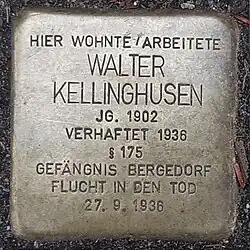 HIER WOHNTE/ARBEITETE
WALTER
KELLINGHUSEN
JG. 1902
VERHAFTET 1936
§ 175
GEFÄNGNIS BERGEDORF
FLUCHT IN DEN TOD
27. 9. 1936